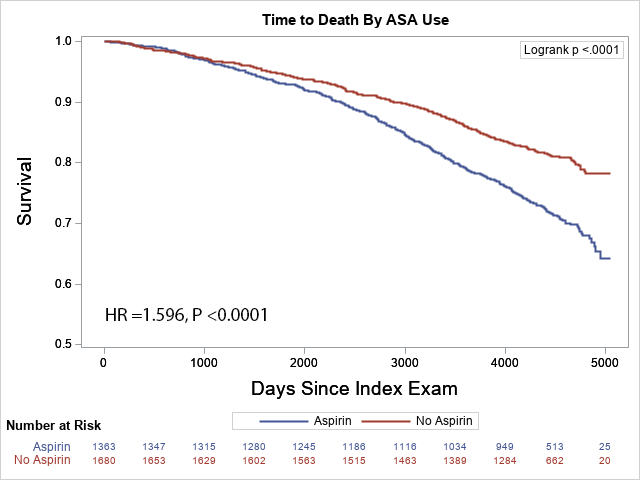 Time to Death By ASA Use
Logrank p <.0001
1.0
0.9
0.8
0.7
0.6
0.5
Survival
HR =1.596, P <0.0001
0 1000 2000 3000 4000 5000
Days Since Index Exam
Aspirin No Aspirin
Number at Risk
Aspirin 1363 1347 1315 1280 1245 1186 1116 1034 949 513 25
No Aspirin 1680 1653 1629 1602 1563 1515 1463 1389 1284 662 20